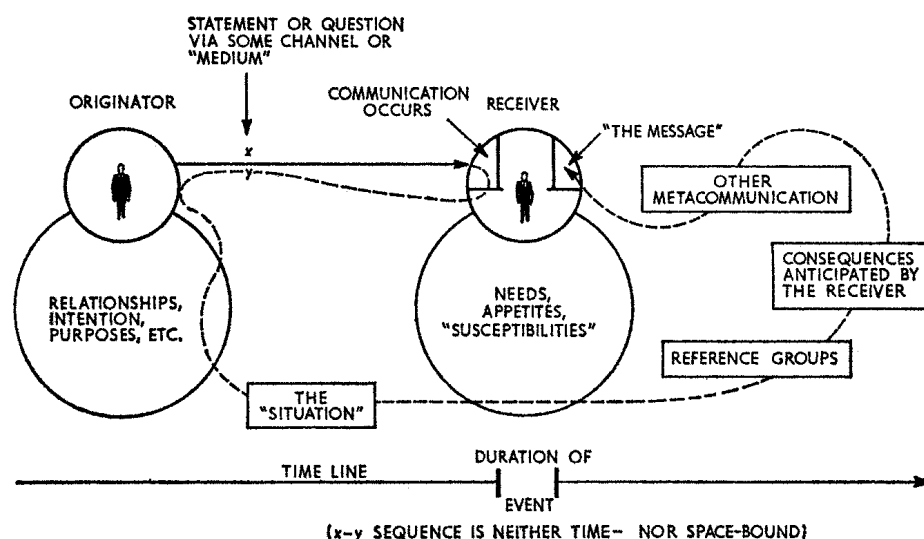 STATEMENT OR QUESTION
VIA SOME CHANNEL OR
"MEDIUM"
ORIGINATOR
COMMUNICATION
OCCURS
RECEIVER
"THE MESSAGE"
x
y
OTHER
METACOMMUNICATION
CONSEQUENCES
ANTICIPATED BY
THE RECEIVER
RELATIONSHIPS,
INTENTION,
PURPOSES, ETC.
NEEDS,
APPETITES,
"SUSCEPTIBILITIES"
REFERENCE GROUPS
THE
"SITUATION"
TIME LINE
DURATION OF
EVENT
(x–y SEQUENCE IS NEITHER TIME– NOR SPACE-BOUND)